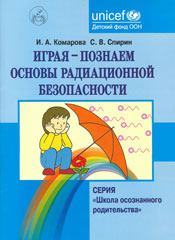 unicef
Детский фонд ООН
И. А. Комарова С. В. Спирин
ИГРАЯ – ПОЗНАЕМ
ОСНОВЫ РАДИАЦИОННОЙ
БЕЗОПАСНОСТИ
СЕРИЯ
«Школа осознанного
родительства»